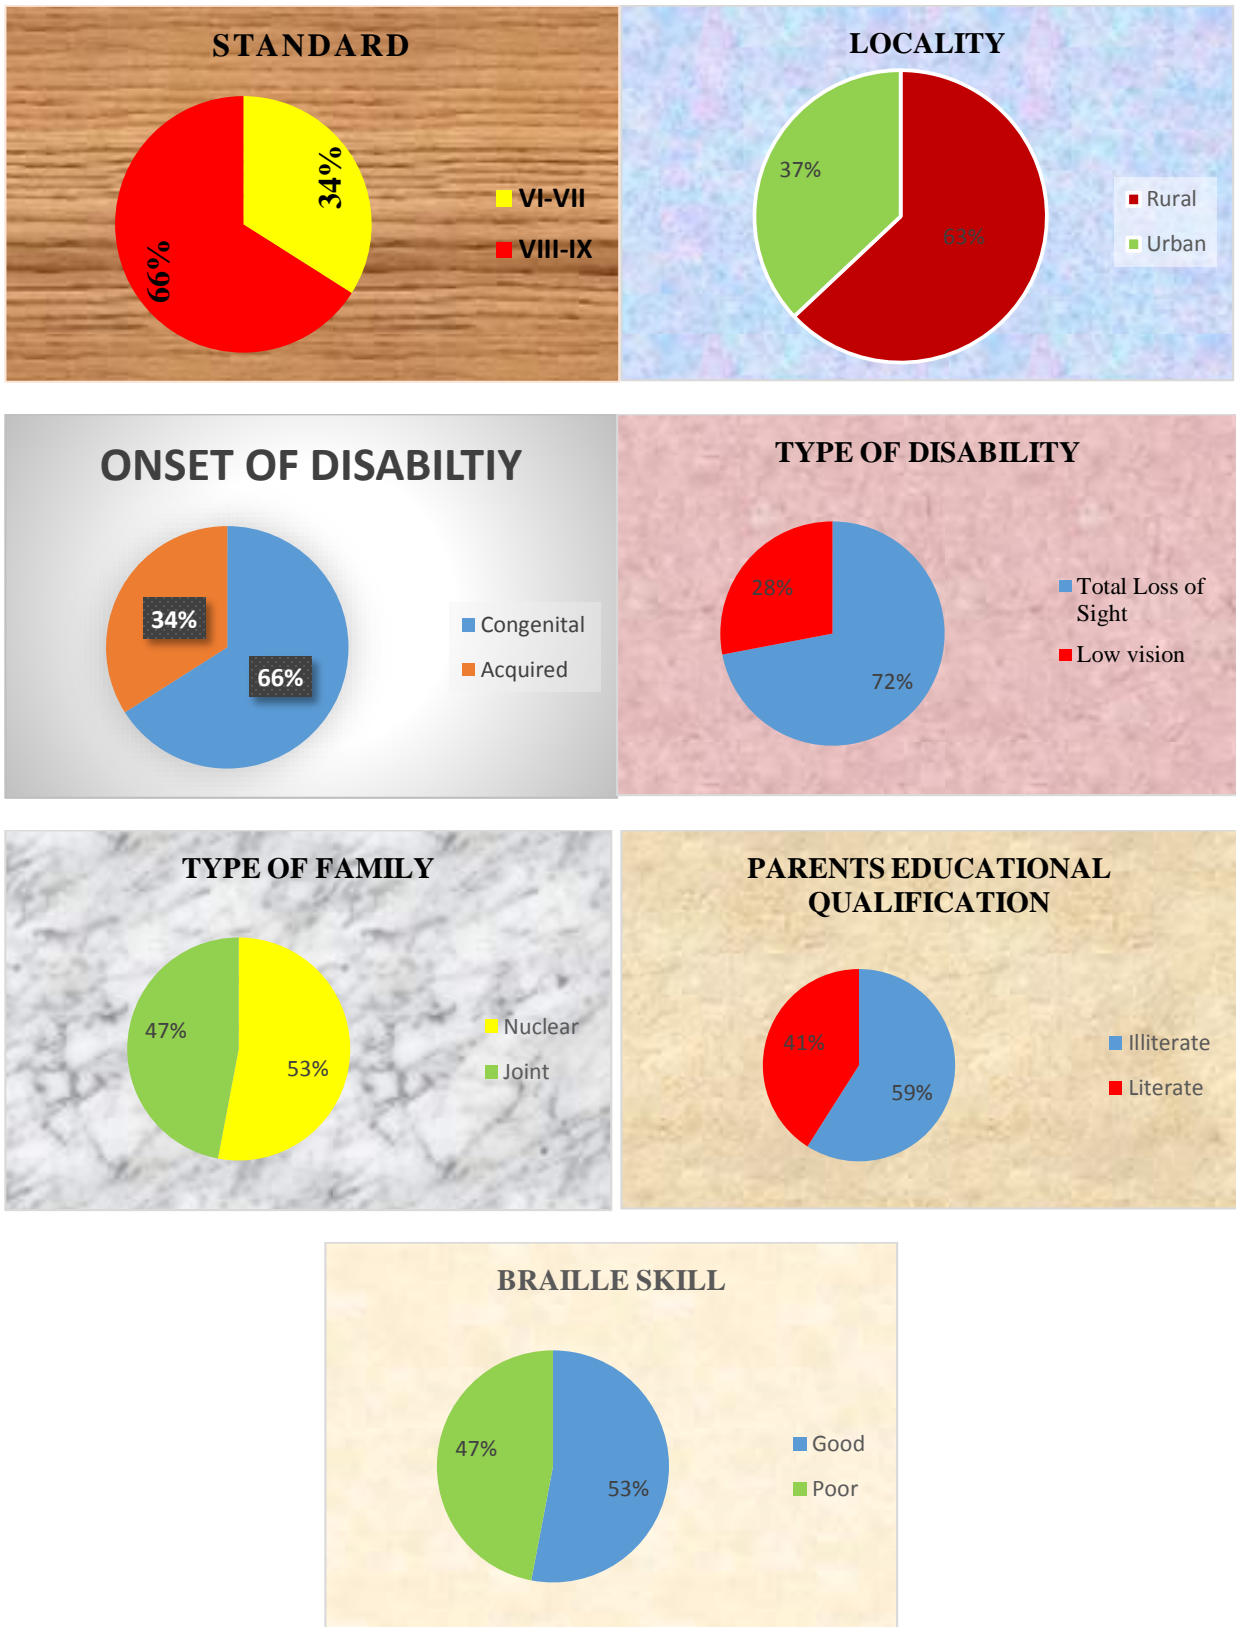 STANDARD
34%
66%
VI-VII
VIII-IX
LOCALITY
37%
63%
Rural
Urban
ONSET OF DISABILTIY
34%
66%
Congenital
Acquired
TYPE OF DISABILITY
28%
72%
Total Loss of
Sight
Low vision
TYPE OF FAMILY
47%
53%
Nuclear
Joint
PARENTS EDUCATIONAL
QUALIFICATION
41%
59%
Illiterate
Literate
BRAILLE SKILL
47%
53%
Good
Poor